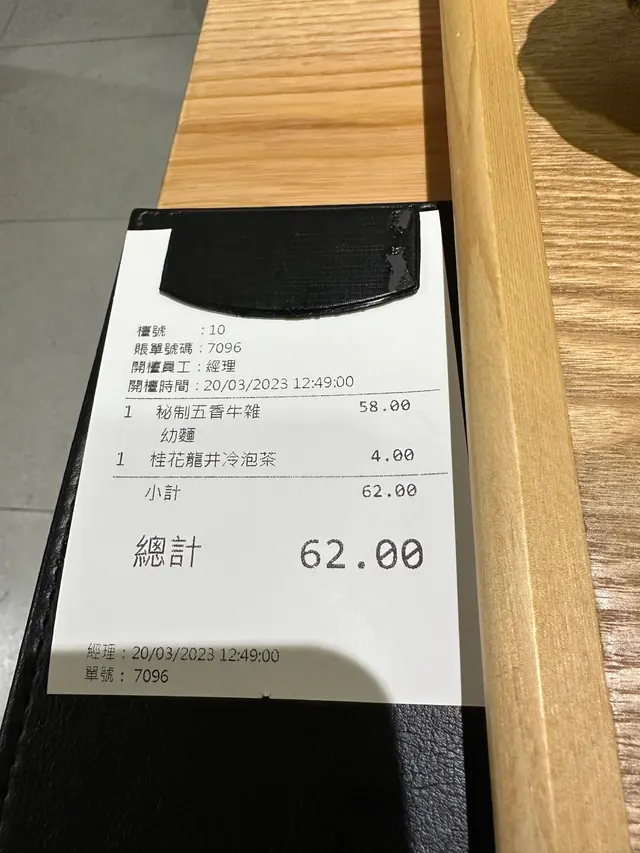 檯號 :10
賬單號碼:7096
開檯員工:經理
開檯時間:20/03/2023 12:49:00
1 秘制五香牛雜 58.00
幼麵
1 桂花龍井冷泡茶 4.00
小計 62.00
總計 62.00
經理:20/03/2023 12:49:00
單號: 7096